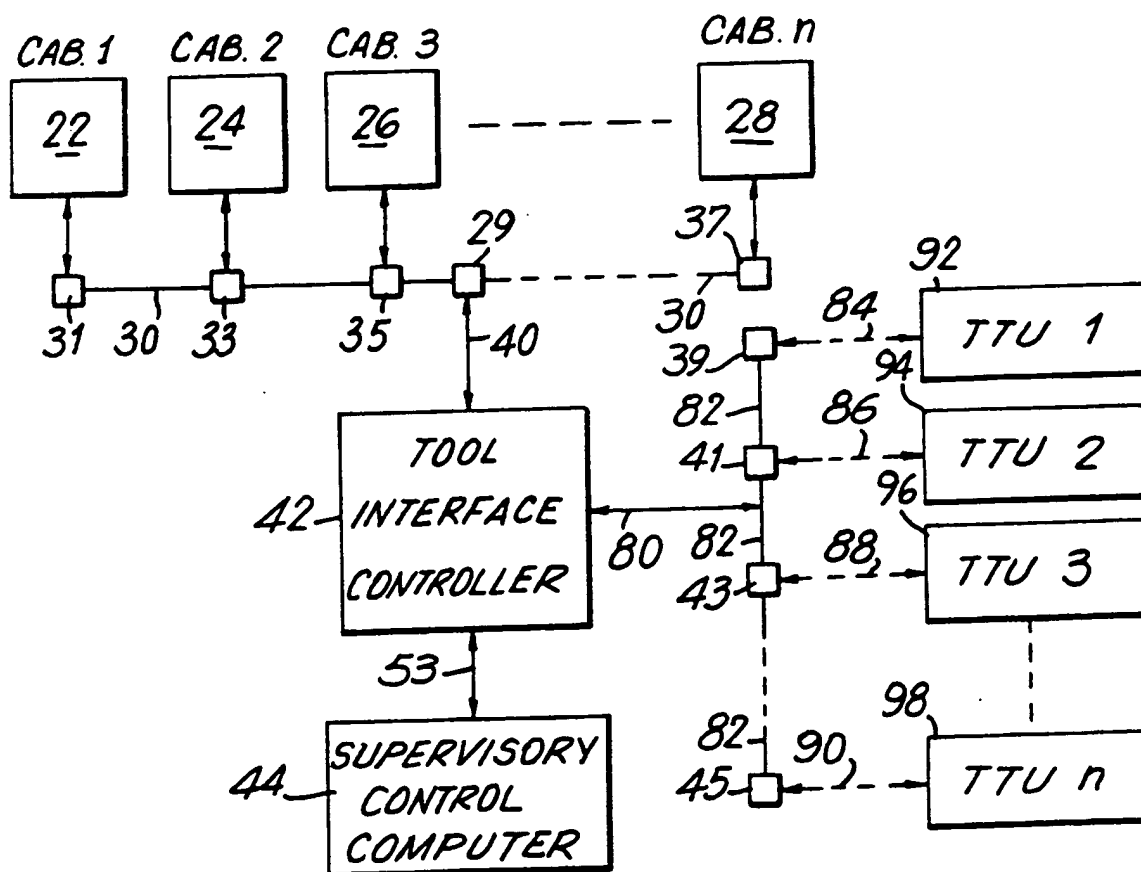 CAB. 1 CAB. 2 CAB. 3 CAB. n
22 24 26 28
29 37 92
31 30 33 35 40 30 84 TTU 1
39 94
82 86 TTU 2
41 96
TOOL
42 INTERFACE 80 82 88 TTU 3
CONTROLLER 43
53
82 90 98
44 SUPERVISORY 45 TTU n
CONTROL
COMPUTER